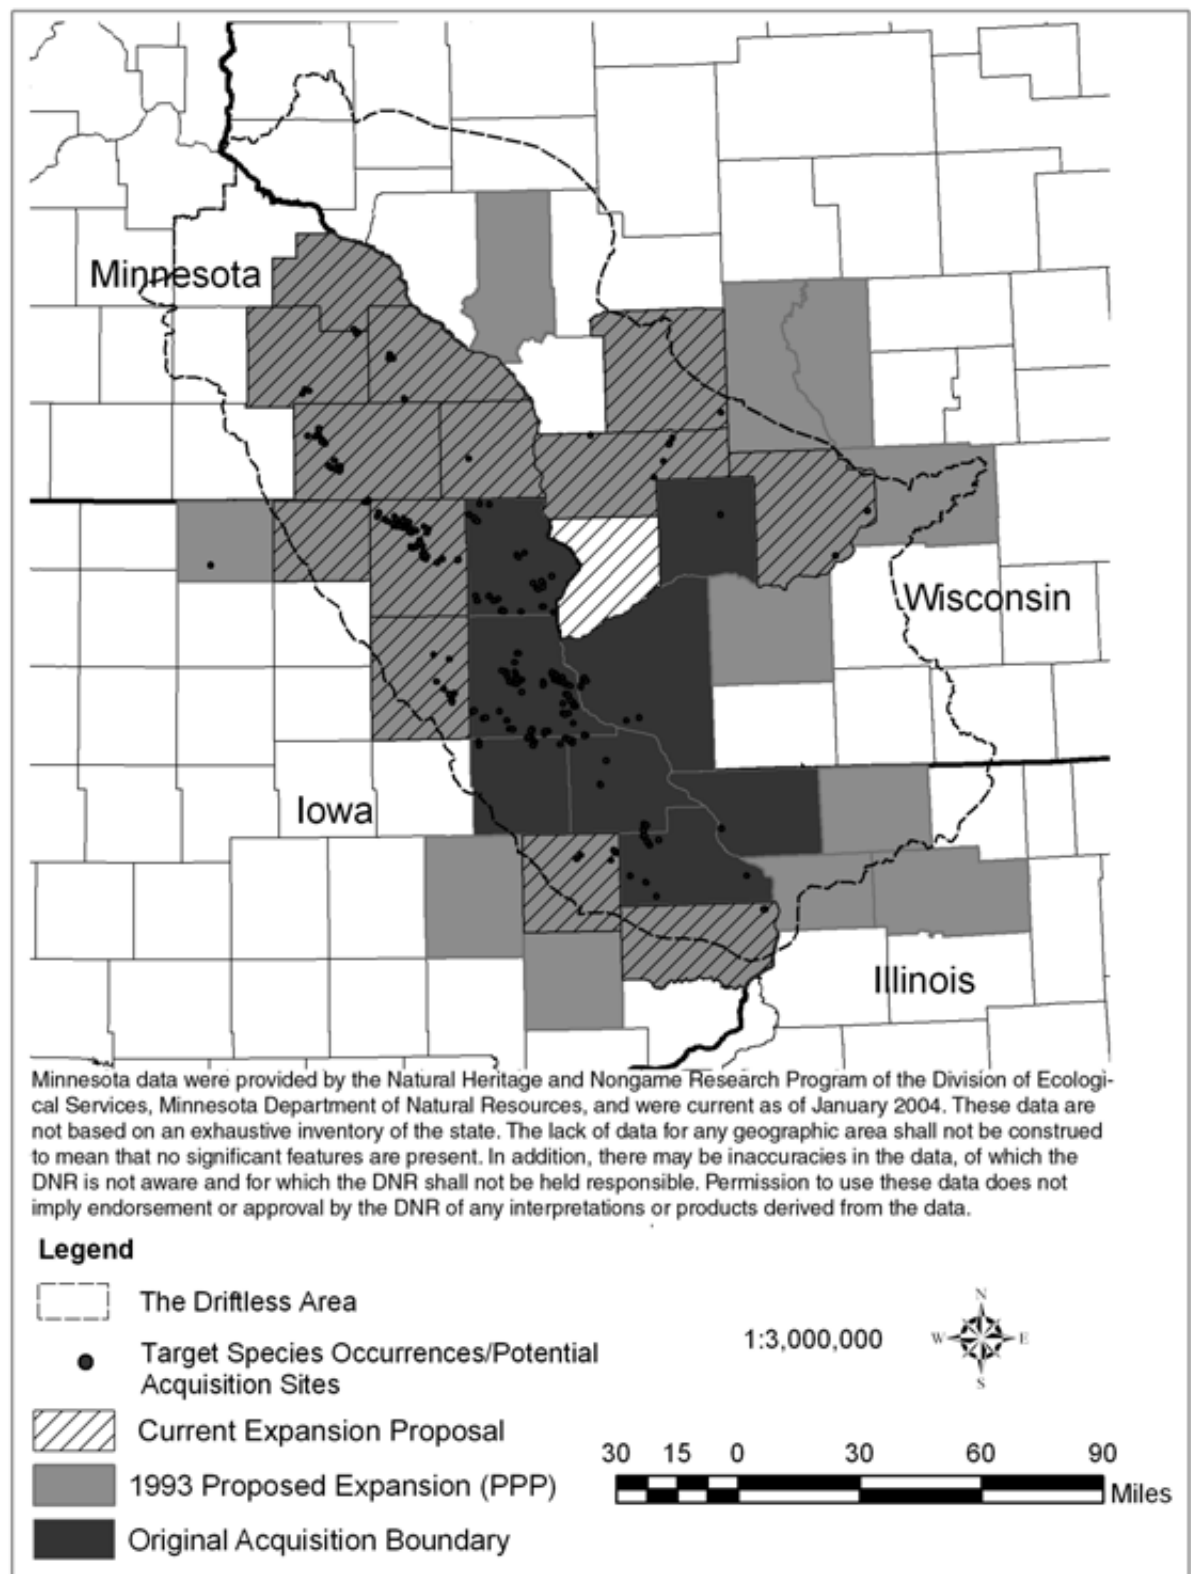 Minnesota
Wisconsin
Iowa
Illinois
Minnesota data were provided by the Natural Heritage and Nongame Research Program of the Division of Ecologi-
cal Services, Minnesota Department of Natural Resources, and were current as of January 2004. These data are
not based on an exhaustive inventory of the state. The lack of data for any geographic area shall not be construed
to mean that no significant features are present. In addition, there may be inaccuracies in the data, of which the
DNR is not aware and for which the DNR shall not be held responsible. Permission to use these data does not
imply endorsement or approval by the DNR of any interpretations or products derived from the data.
Legend
The Driftless Area
Target Species Occurrences/Potential
Acquisition Sites
Current Expansion Proposal
1993 Proposed Expansion (PPP)
Original Acquisition Boundary
1:3,000,000
N
W E
S
30 15 0 30 60 90
Miles